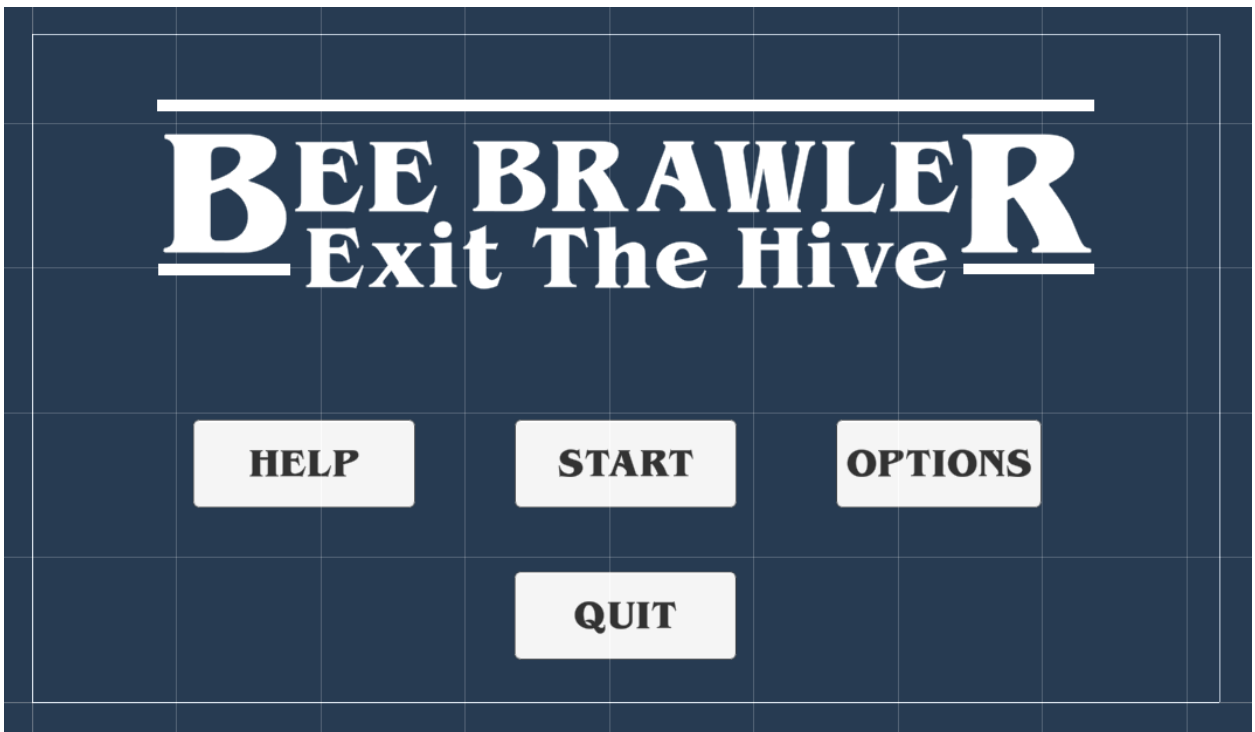 BEE BRAWLER
Exit The Hive
HELP
START
OPTIONS
QUIT